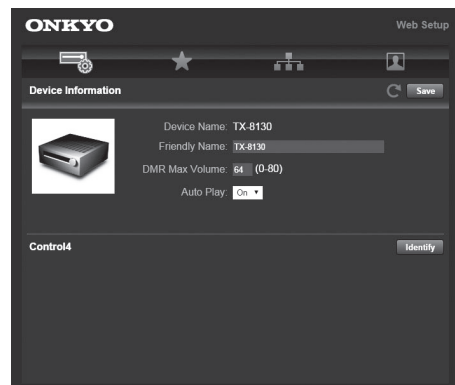 ONKYO Web Setup
Device Information Save
Device Name: TX-8130
Friendly Name: TX-8130
DMR Max Volume: 64 (0-80)
Auto Play: On
Control4 Identify